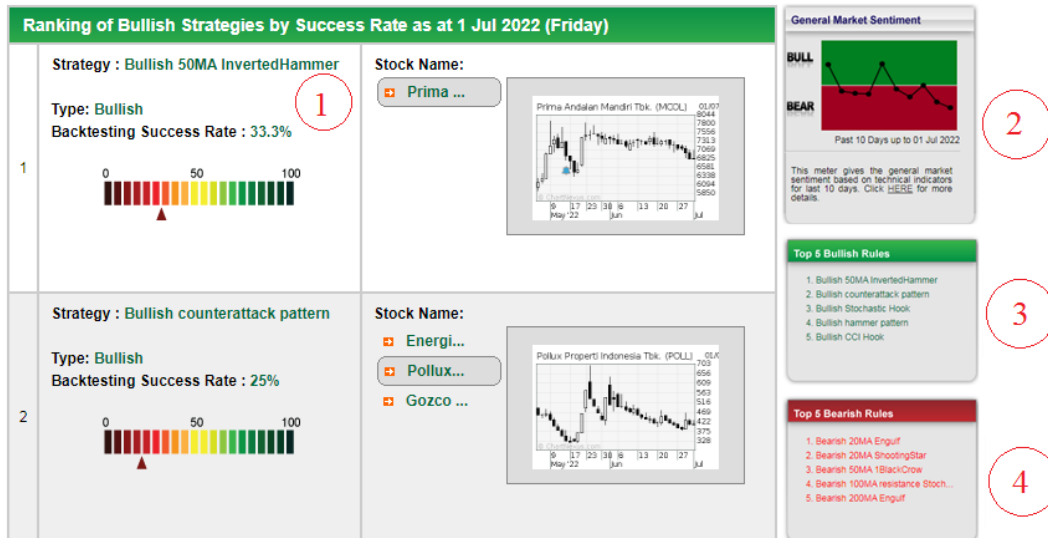 Ranking of Bullish Strategies by Success Rate as at 1 Jul 2022 (Friday)
1
Strategy : Bullish 50MA InvertedHammer
Type: Bullish
Backtesting Success Rate : 33.3%
0 50 100
1
Stock Name:
Prima ...
Prima Andalan Mandiri Tbk. (MCOL) 01/07
8044
7800
7556
7313
7069
6825
6581
6338
6094
5850
© Chartnexus.com
9 17 23 30 6 13 20 27
May '22 Jun Jul
2
Strategy : Bullish counterattack pattern
Type: Bullish
Backtesting Success Rate : 25%
0 50 100
Stock Name:
Energi...
Pollux...
Gozco ...
Pollux Properti Indonesia Tbk. (POLL) 01/0
703
656
609
563
516
469
422
375
328
© Chartnexus.com
9 17 23 30 6 13 20 27
May '22 Jun Jul
General Market Sentiment
BULL
BEAR
Past 10 Days up to 01 Jul 2022
This meter gives the general market
sentiment based on technical indicators
for last 10 days. Click HERE for more
details.
2
Top 5 Bullish Rules
1. Bullish 50MA InvertedHammer
2. Bullish counterattack pattern
3. Bullish Stochastic Hook
4. Bullish hammer pattern
5. Bullish CCI Hook
3
Top 5 Bearish Rules
1. Bearish 20MA Engulf
2. Bearish 20MA ShootingStar
3. Bearish 50MA 1BlackCrow
4. Bearish 100MA resistance Stoch...
5. Bearish 200MA Engulf
4